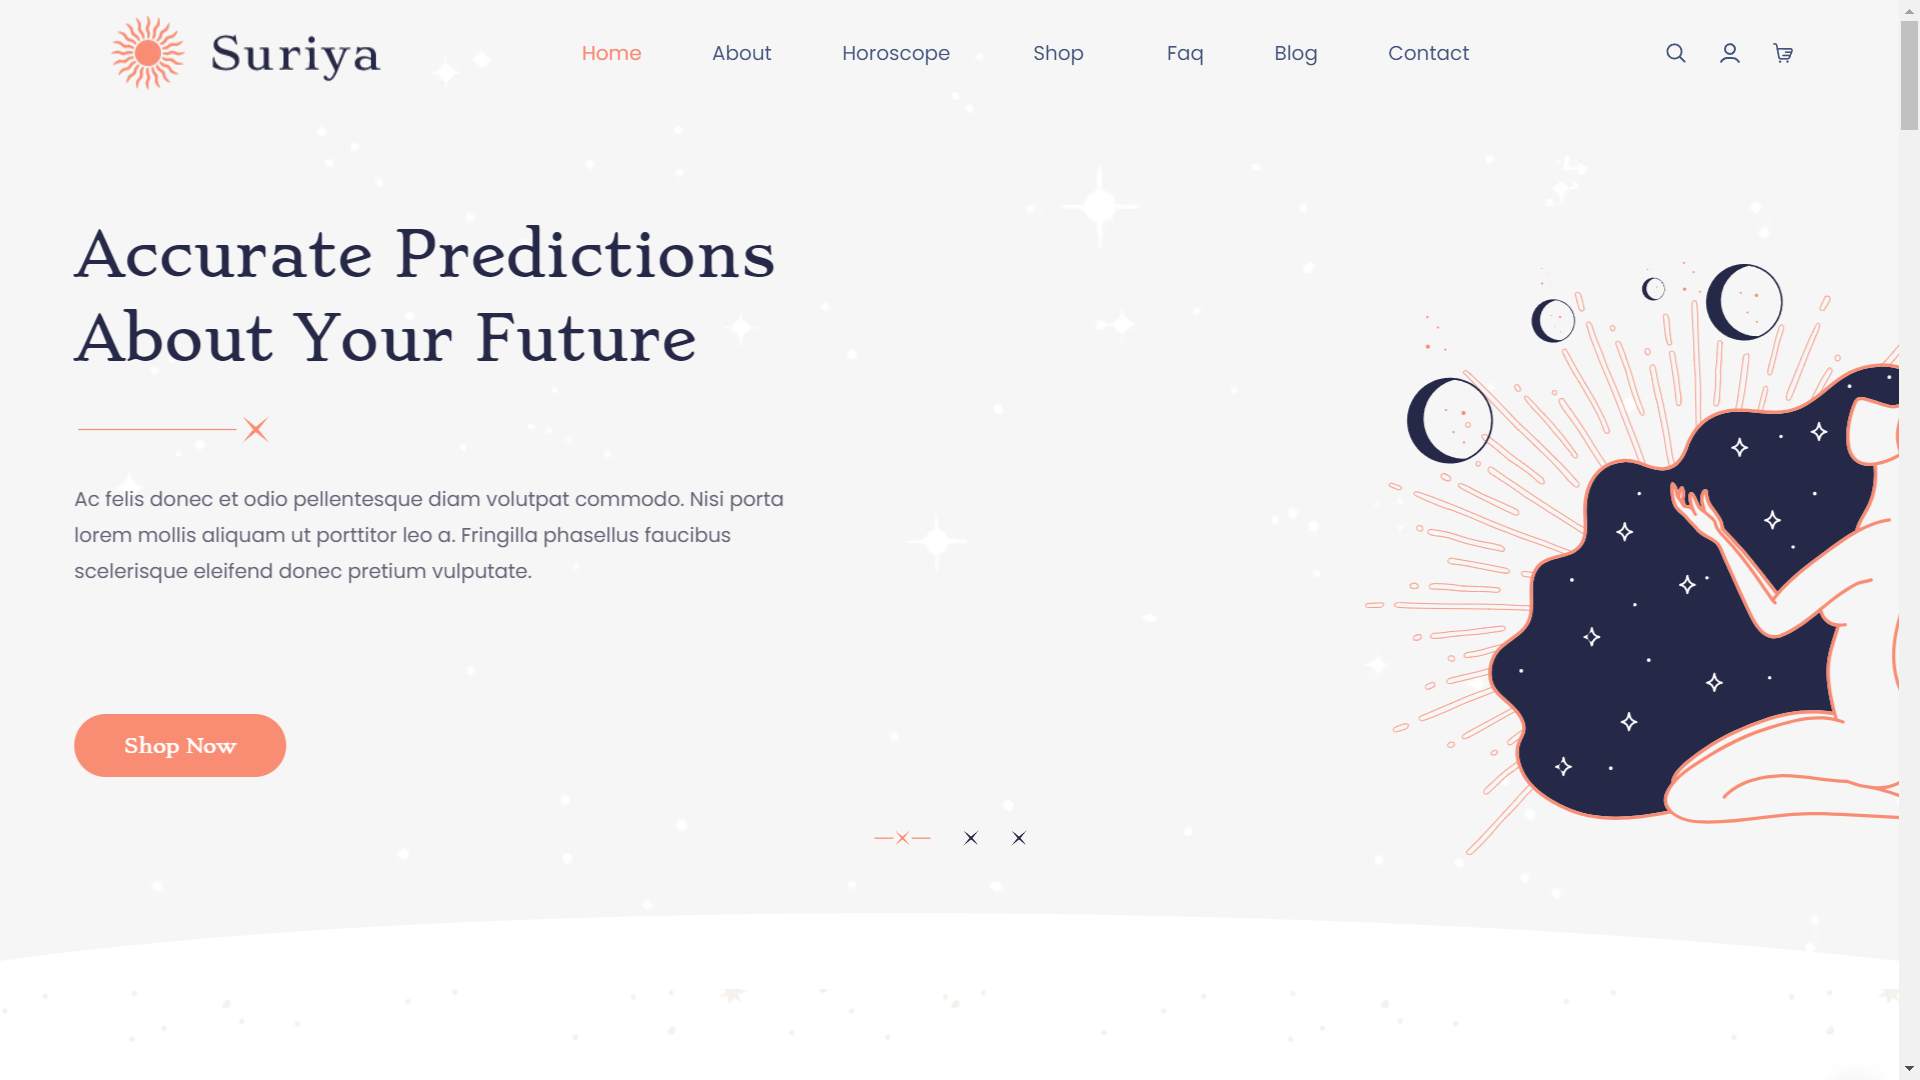 Suriya
Home
About
Horoscope
Shop
Faq
Blog
Contact
Accurate Predictions
About Your Future
Ac felis donec et odio pellentesque diam volutpat commodo. Nisi porta
lorem mollis aliquam ut porttitor leo a. Fringilla phasellus faucibus
scelerisque eleifend donec pretium vulputate.
Shop Now